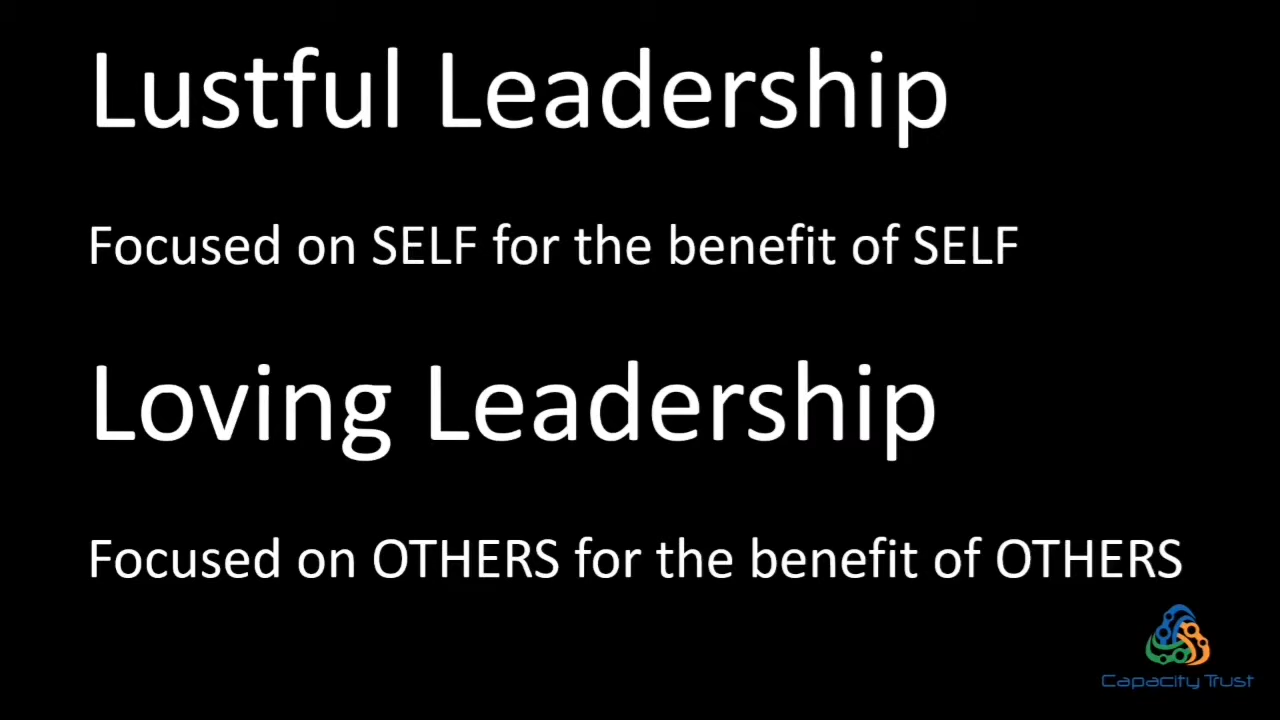 Lustful Leadership
Focused on SELF for the benefit of SELF
Loving Leadership
Focused on OTHERS for the benefit of OTHERS
Capacity Trust